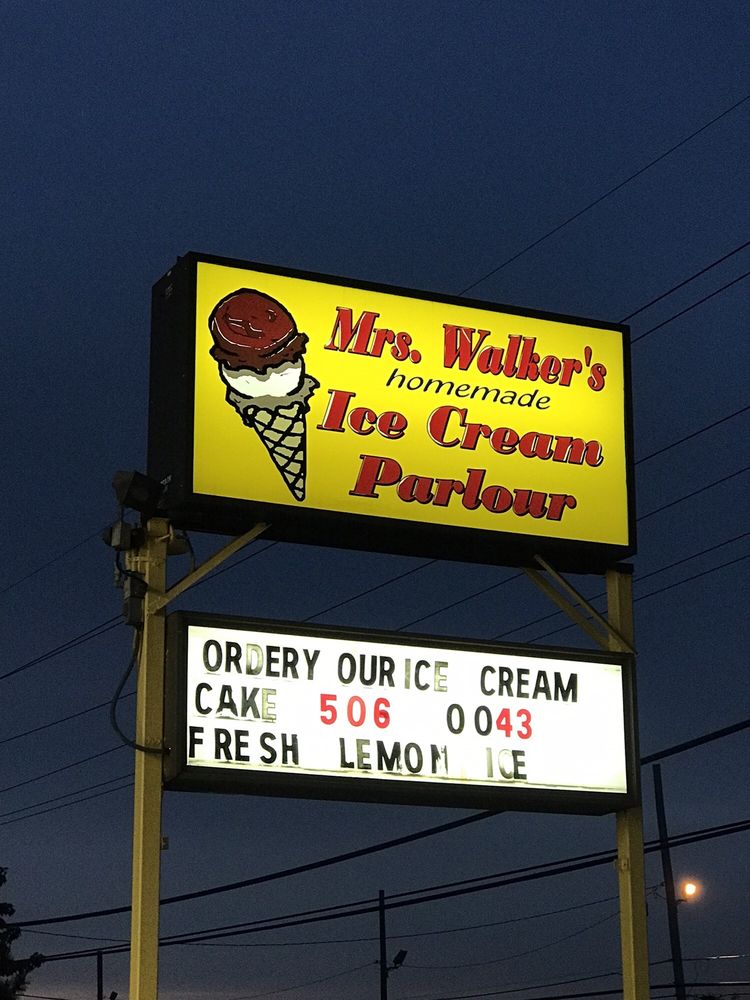 Mrs. Walker's
homemade
Ice Cream
Parlour
ORDERY OUR ICE CREAM
CAKE 506 0043
FRESH LEMON ICE